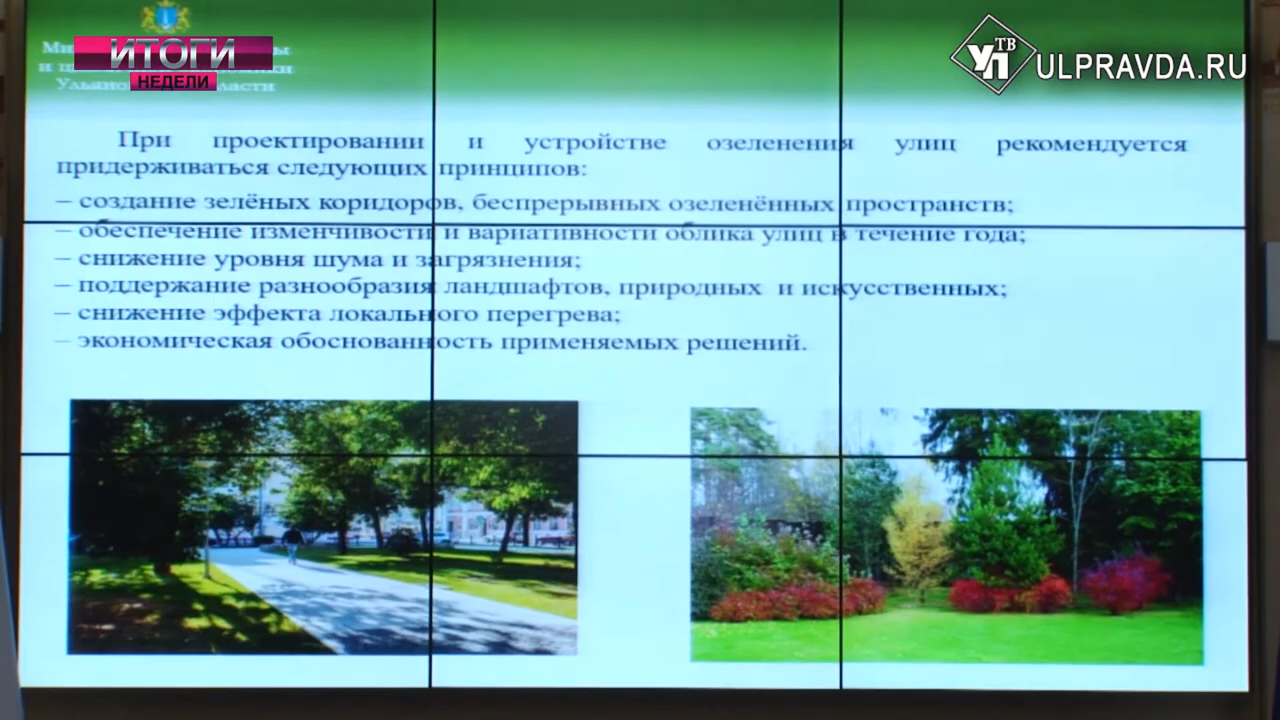 ИТОГИ
НЕДЕЛИ
УП ТВ
ULPRAVDA.RU
При проектировании и устройстве озеленения улиц рекомендуется
придерживаться следующих принципов:
– создание зелёных коридоров, беспрерывных озеленённых пространств;
– обеспечение изменчивости и вариативности облика улиц в течение года;
– снижение уровня шума и загрязнения;
– поддержание разнообразия ландшафтов, природных и искусственных;
– снижение эффекта локального перегрева;
– экономическая обоснованность применяемых решений.